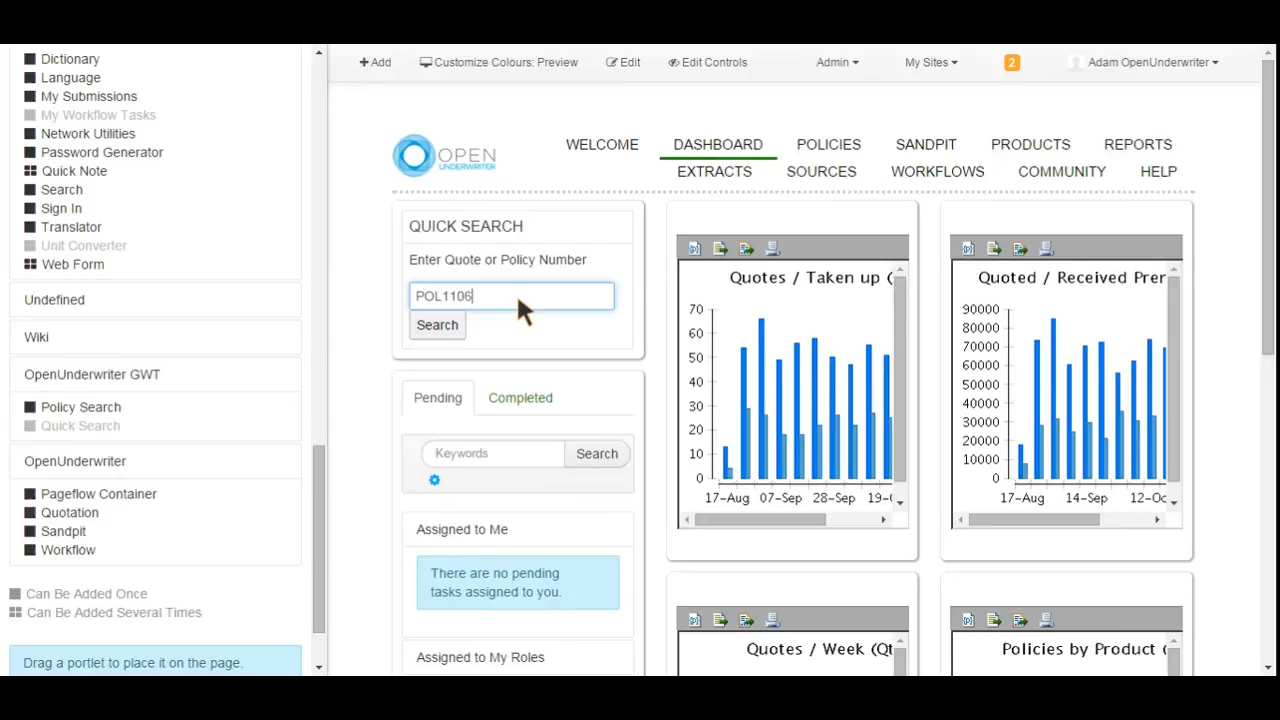 Dictionary
Language
My Submissions
My Workflow Tasks
Network Utilities
Password Generator
Quick Note
Search
Sign In
Translator
Unit Converter
Web Form
Undefined
Wiki
OpenUnderwriter GWT
Policy Search
Quick Search
OpenUnderwriter
Pageflow Container
Quotation
Sandpit
Workflow
Can Be Added Once
Can Be Added Several Times
Drag a portlet to place it on the page.
Add Customize Colours: Preview Edit Edit Controls Admin My Sites 2 Adam OpenUnderwriter
OPEN
UNDERWRITER
WELCOME DASHBOARD POLICIES SANDPIT PRODUCTS REPORTS
EXTRACTS SOURCES WORKFLOWS COMMUNITY HELP
QUICK SEARCH
Enter Quote or Policy Number
POL1106
Search
Pending Completed
Keywords Search
Assigned to Me
There are no pending
tasks assigned to you.
Assigned to My Roles
Quotes / Taken up (
70
60
50
40
30
20
10
0
17-Aug 07-Sep 28-Sep 19-
Quoted / Received Prer
90000
80000
70000
60000
50000
40000
30000
20000
10000
0
17-Aug 14-Sep 12-Oc
Quotes / Week (Qt
Policies by Product (